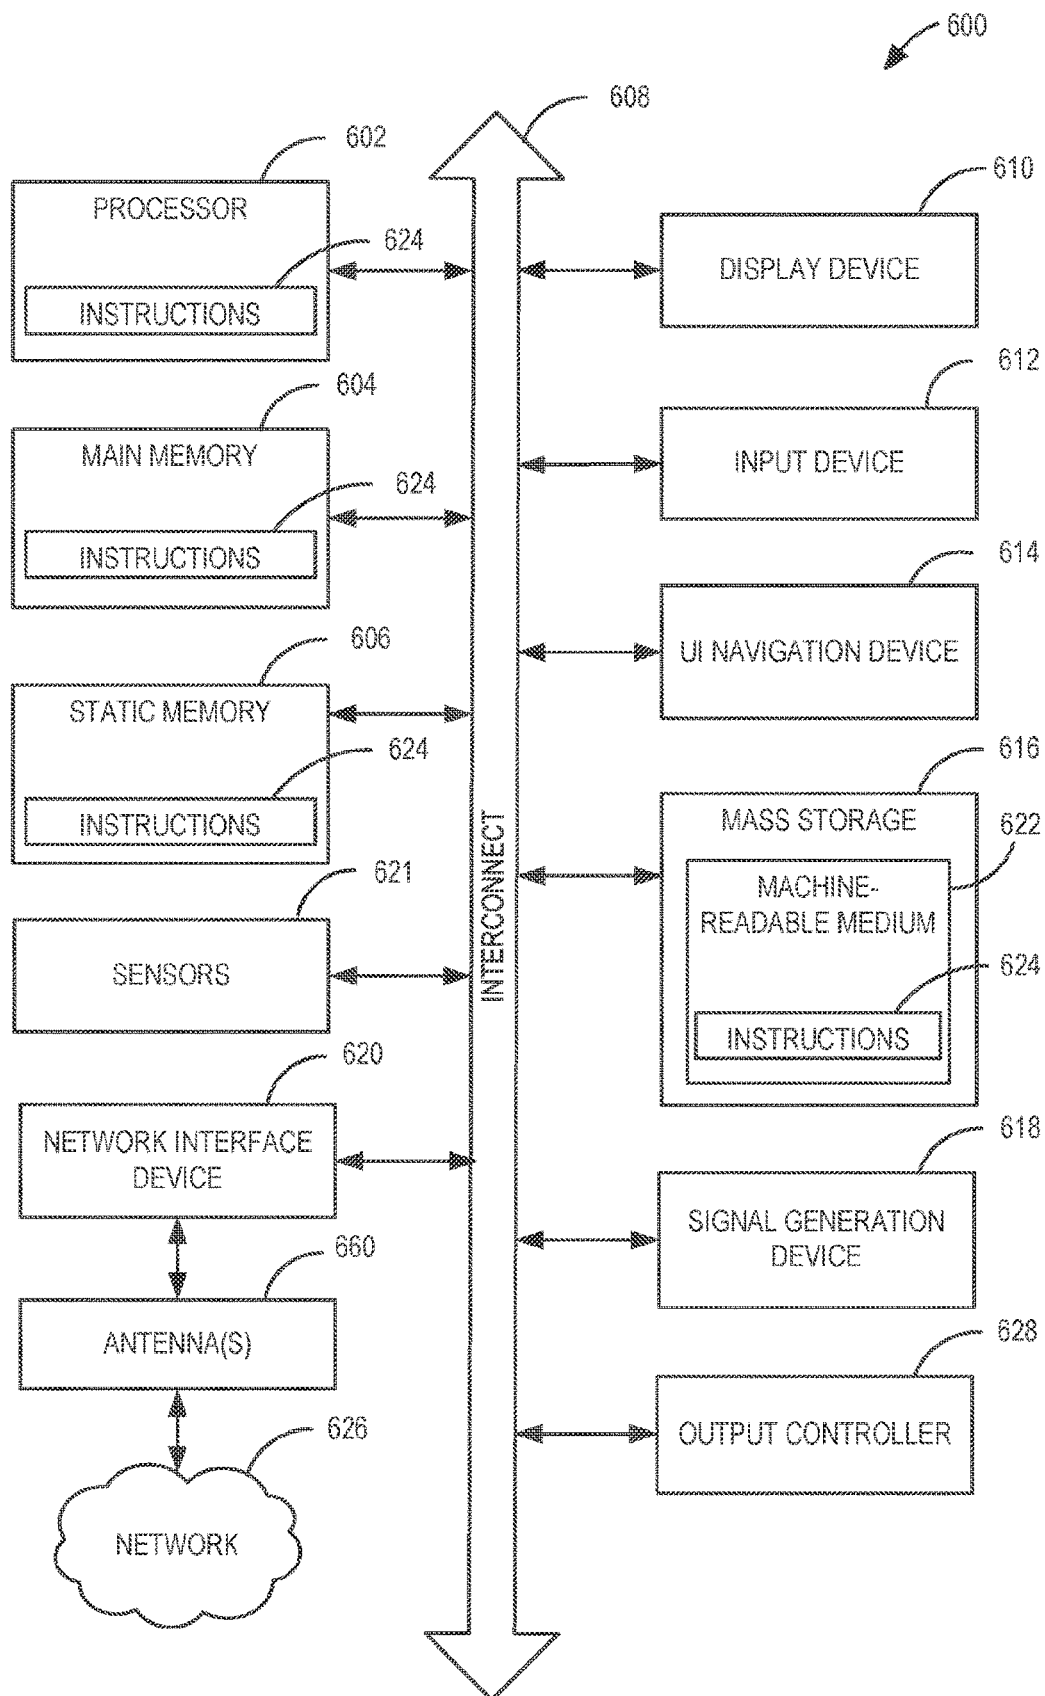 600
608
602
PROCESSOR
624
INSTRUCTIONS
604
MAIN MEMORY
624
INSTRUCTIONS
606
STATIC MEMORY
624
INSTRUCTIONS
621
SENSORS
620
NETWORK INTERFACE
DEVICE
660
ANTENNA(S)
626
NETWORK
INTERCONNECT
610
DISPLAY DEVICE
612
INPUT DEVICE
614
UI NAVIGATION DEVICE
616
MASS STORAGE
622
MACHINE-
READABLE MEDIUM
624
INSTRUCTIONS
618
SIGNAL GENERATION
DEVICE
628
OUTPUT CONTROLLER